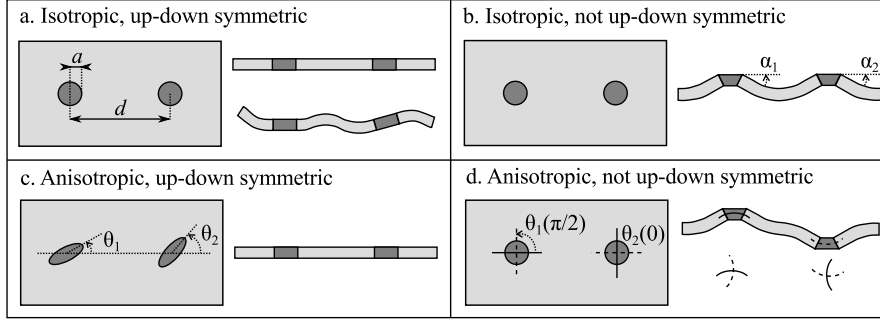 a. Isotropic, up-down symmetric
a
d
b. Isotropic, not up-down symmetric
α₁
α₂
c. Anisotropic, up-down symmetric
θ₁
θ₂
d. Anisotropic, not up-down symmetric
θ₁(π/2)
θ₂(0)